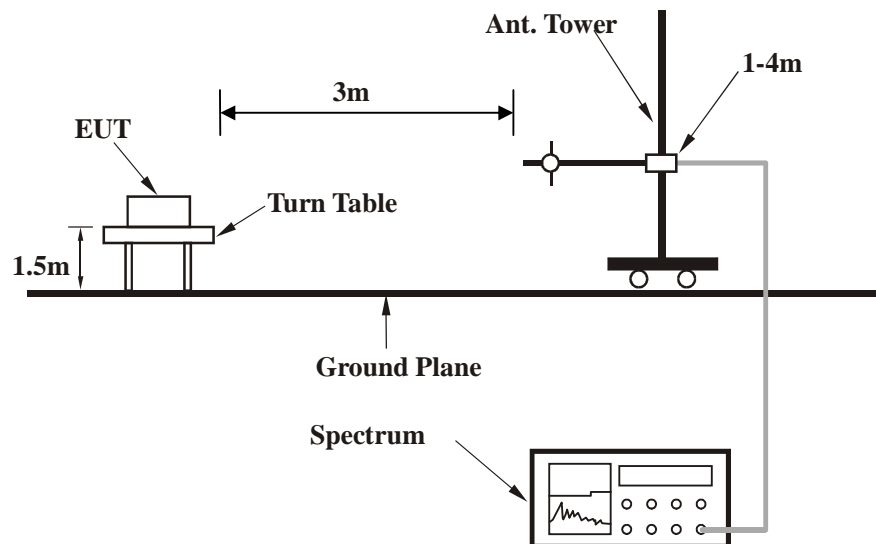 Ant. Tower
1-4m
3m
EUT
Turn Table
1.5m
Ground Plane
Spectrum